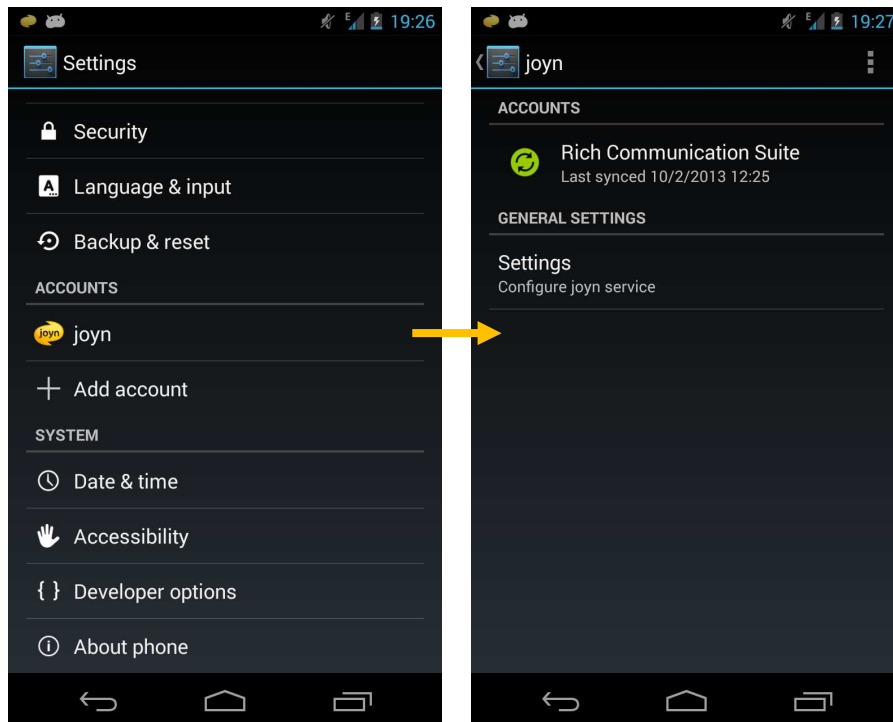 E 19:26
Settings
Security
Language & input
Backup & reset
ACCOUNTS
joyn joyn
Add account
SYSTEM
Date & time
Accessibility
{ } Developer options
About phone
E 19:27
joyn
ACCOUNTS
Rich Communication Suite
Last synced 10/2/2013 12:25
GENERAL SETTINGS
Settings
Configure joyn service